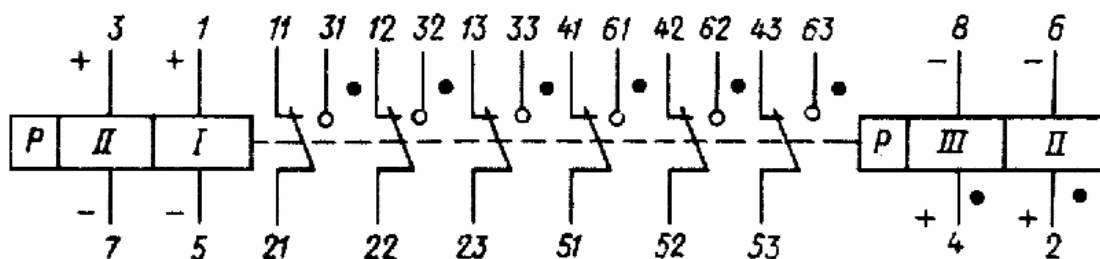 3 1 11 31 12 32 13 33 41 61 42 62 43 63 8 6
+ + − −
P II I P III II
− − + +
7 5 21 22 23 51 52 53 4 2